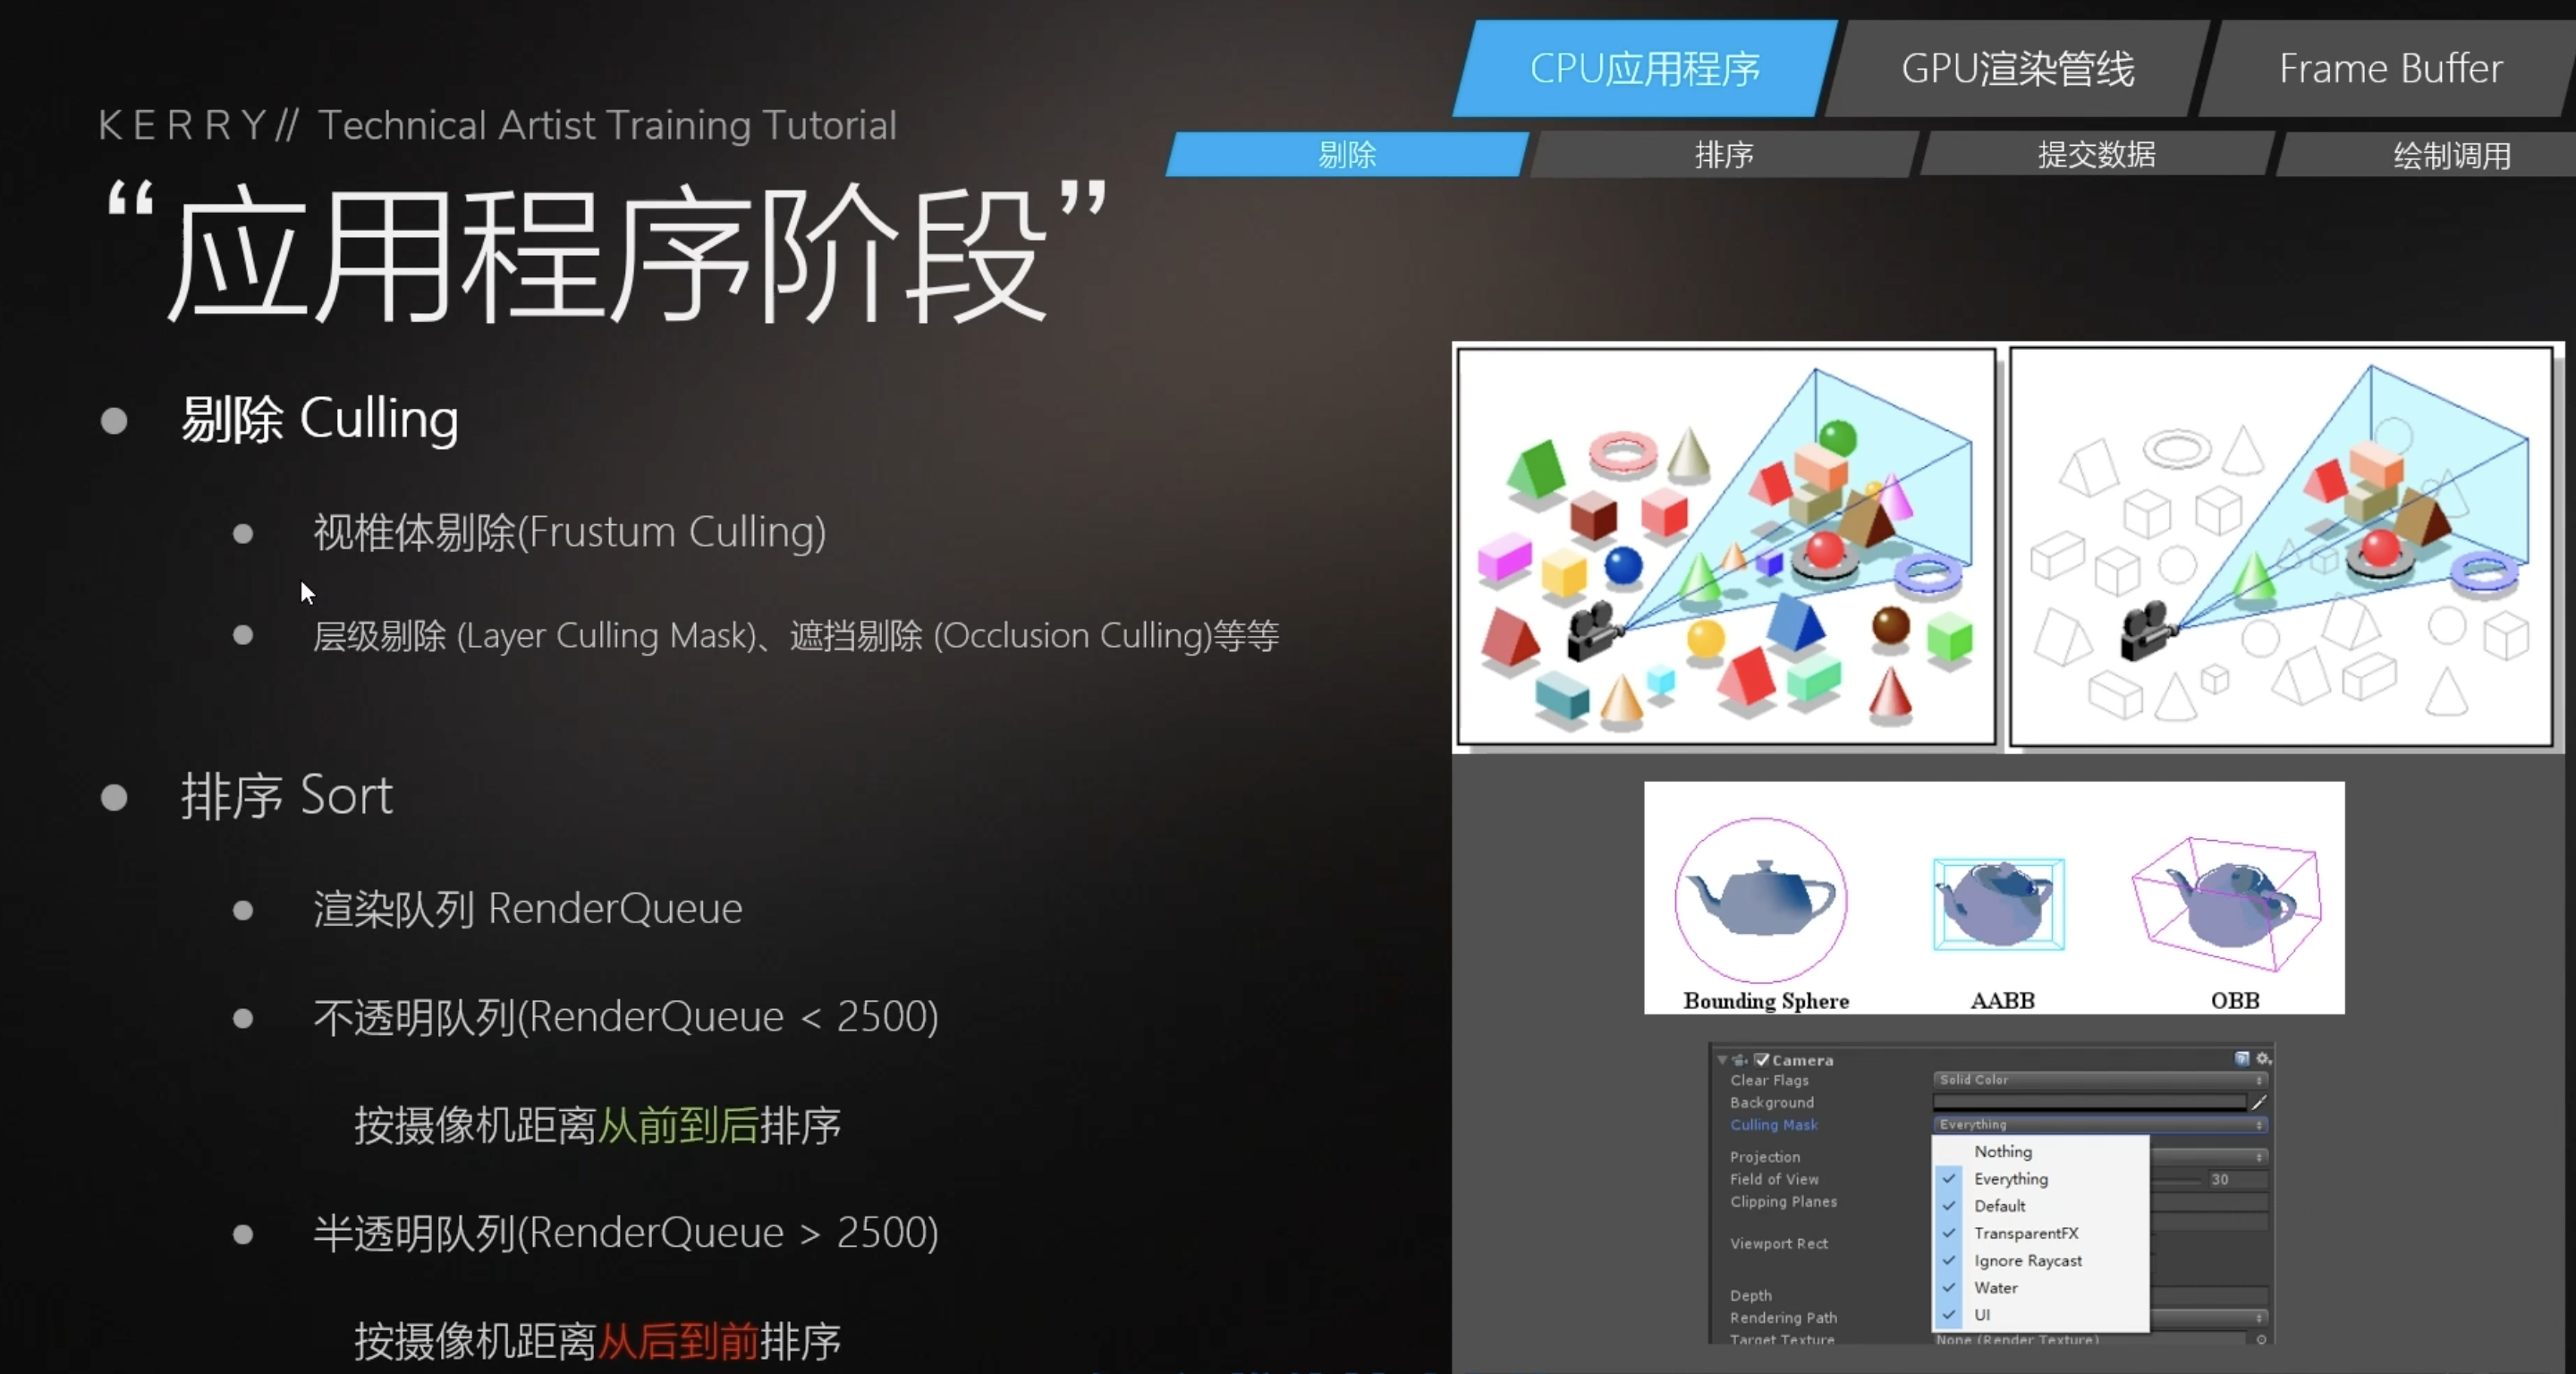 CPU应用程序
GPU渲染管线
Frame Buffer
KERRY// Technical Artist Training Tutorial
剔除
排序
提交数据
绘制调用
“应用程序阶段”
剔除 Culling
视椎体剔除(Frustum Culling)
层级剔除 (Layer Culling Mask)、遮挡剔除 (Occlusion Culling)等等
排序 Sort
渲染队列 RenderQueue
不透明队列(RenderQueue < 2500)
按摄像机距离从前到后排序
半透明队列(RenderQueue > 2500)
按摄像机距离从后到前排序
Bounding Sphere
AABB
OBB
Camera
Clear Flags
Solid Color
Background
Culling Mask
Everything
Nothing
Projection
Everything
Field of View
30
Default
Clipping Planes
TransparentFX
Viewport Rect
Ignore Raycast
Water
Depth
UI
Rendering Path
Target Texture
None (Render Texture)